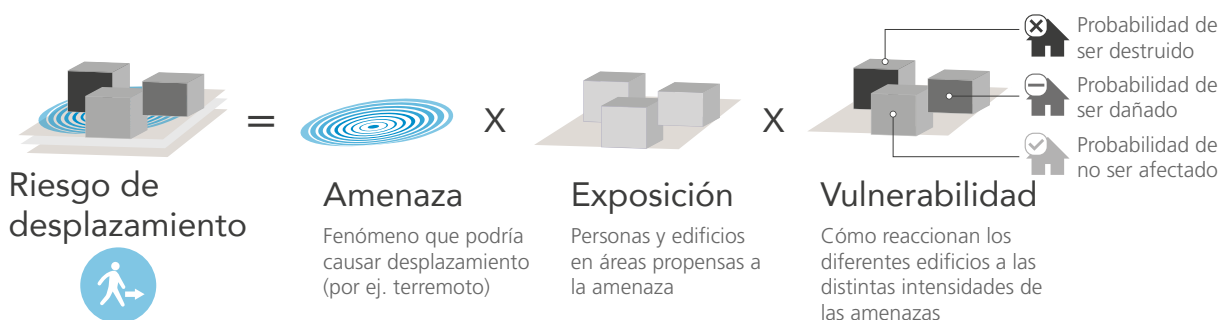 Riesgo de
desplazamiento
=
Amenaza
Fenómeno que podría
causar desplazamiento
(por ej. terremoto)
X
Exposición
Personas y edificios
en áreas propensas a
la amenaza
X
Vulnerabilidad
Cómo reaccionan los
diferentes edificios a las
distintas intensidades de
las amenazas
Probabilidad de
ser destruido
Probabilidad de
ser dañado
Probabilidad de
no ser afectado